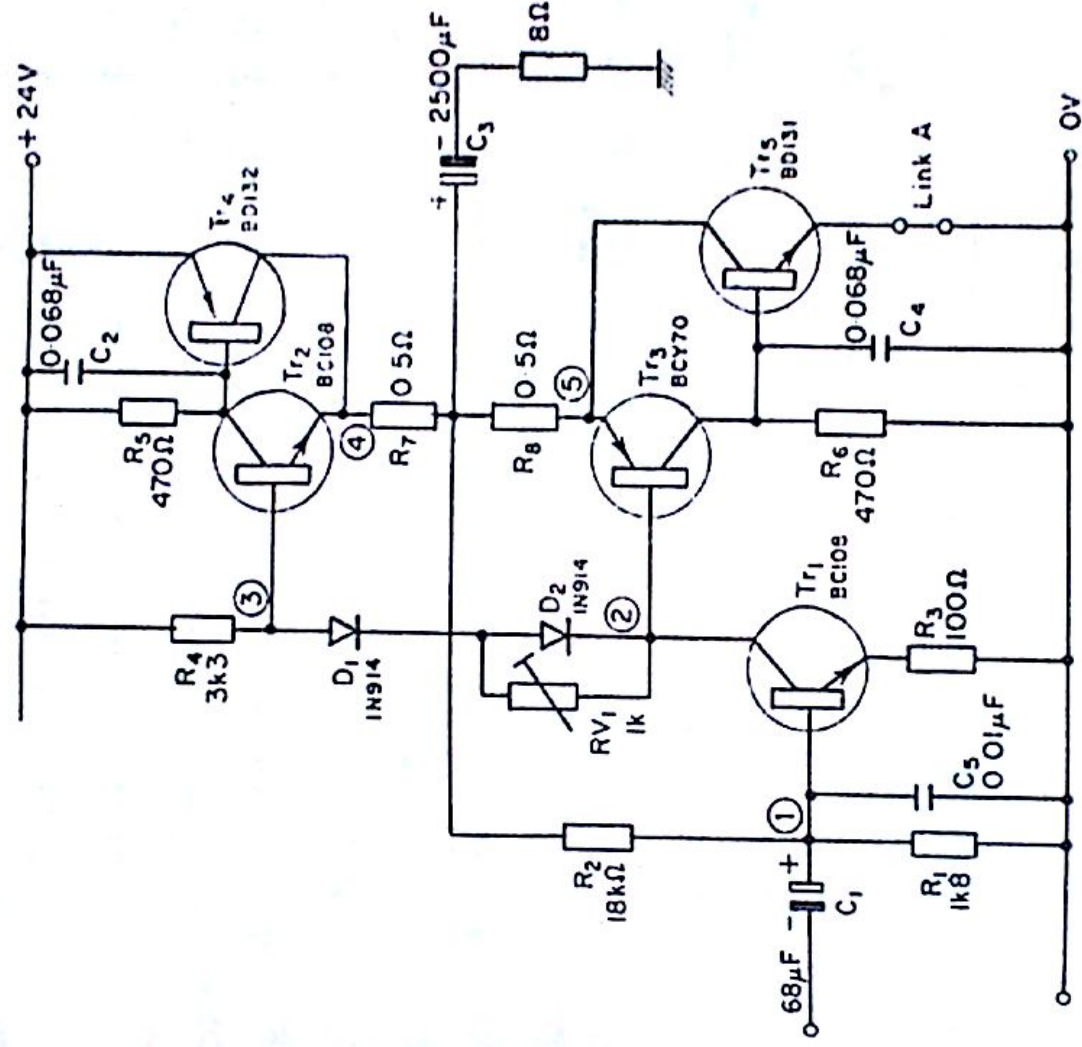 + 24V
0·068μF
C2
Tr4
BD132
R5
470Ω
Tr2
BC108
R4
3k3
③
④
R7
0·5Ω
+
- 2500μF
C3
8Ω
D1
1N914
R8
0·5Ω
⑤
Tr3
BCY70
Tr5
BD131
RV1
1k
D2
1N914
②
R2
18kΩ
①
Tr1
BC108
R6
470Ω
0·068μF
C4
Link A
68μF
-
+
C1
R1
1k8
C5
0·01μF
R3
100Ω
0V